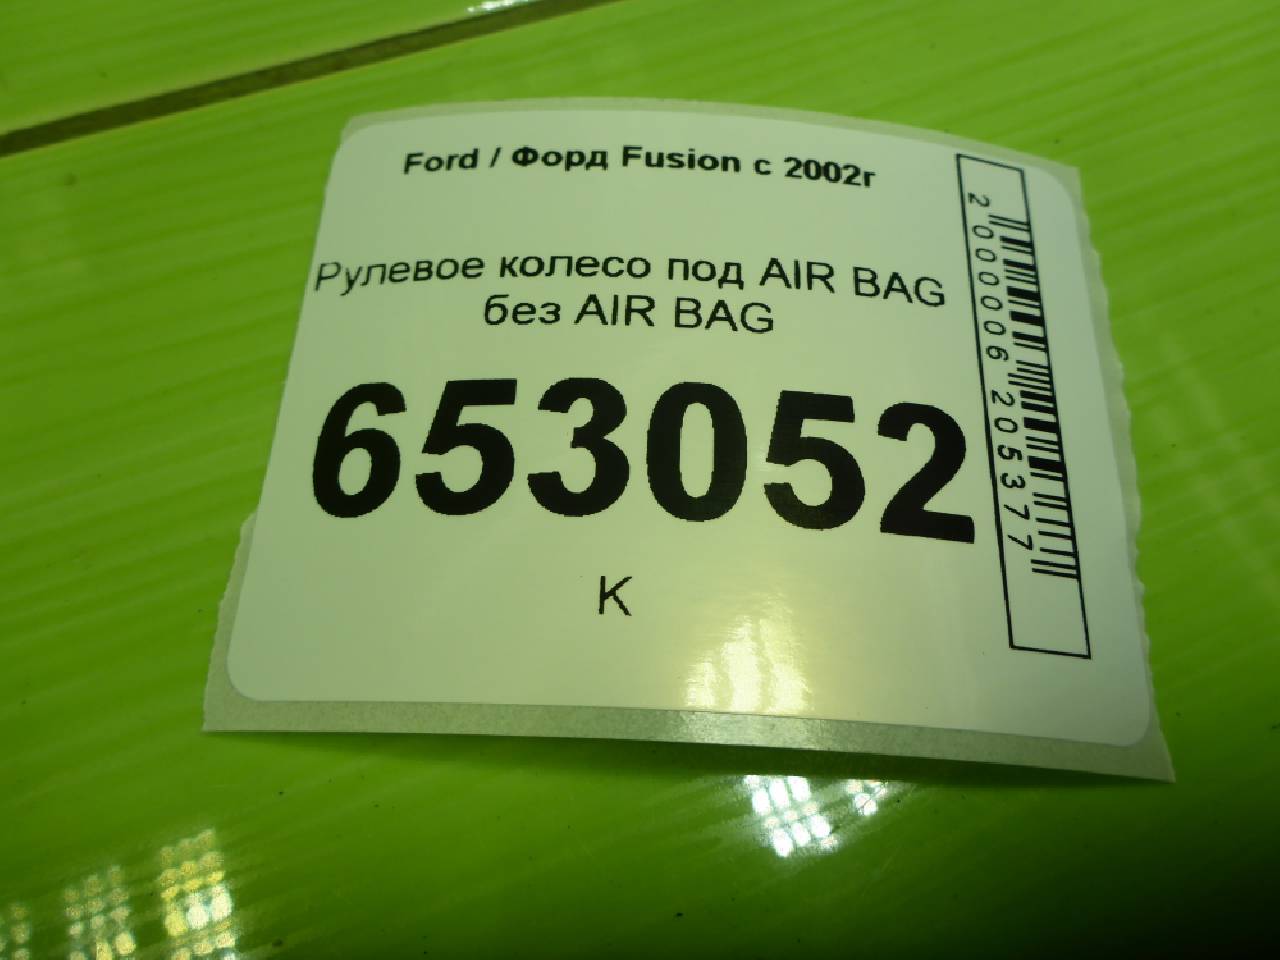 Ford / Форд Fusion с 2002г
Рулевое колесо под AIR BAG
без AIR BAG
653052
К
2000006205377